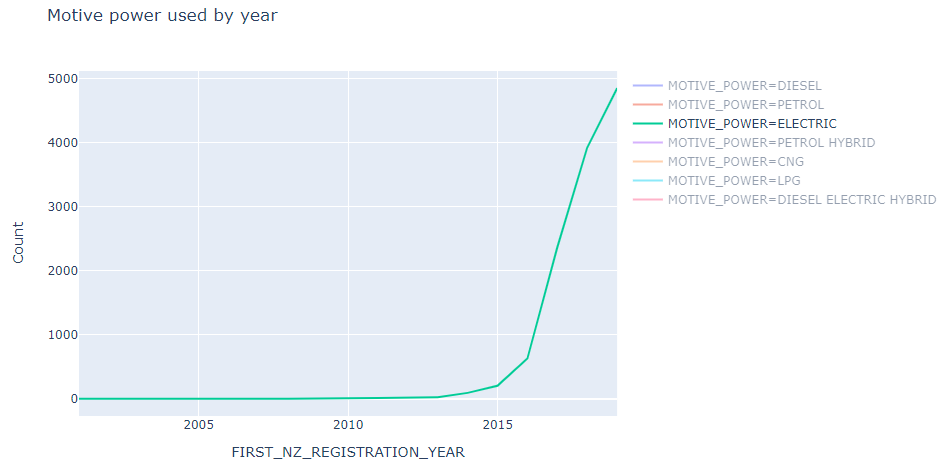 Motive power used by year
5000
4000
3000
2000
1000
0
Count
2005
2010
2015
FIRST_NZ_REGISTRATION_YEAR
MOTIVE_POWER=DIESEL
MOTIVE_POWER=PETROL
MOTIVE_POWER=ELECTRIC
MOTIVE_POWER=PETROL HYBRID
MOTIVE_POWER=CNG
MOTIVE_POWER=LPG
MOTIVE_POWER=DIESEL ELECTRIC HYBRID